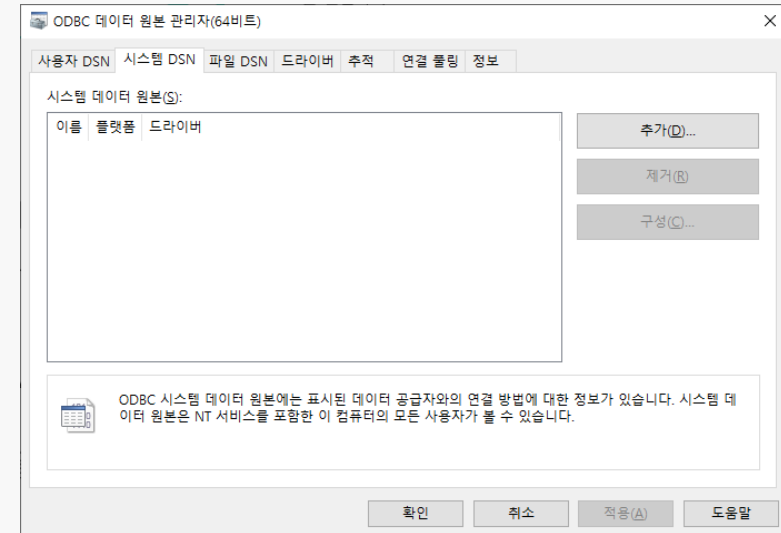 ODBC 데이터 원본 관리자(64비트)
사용자 DSN 시스템 DSN 파일 DSN 드라이버 추적 연결 풀링 정보
시스템 데이터 원본(S):
이름 플랫폼 드라이버
추가(D)...
제거(R)
구성(C)...
ODBC 시스템 데이터 원본에는 표시된 데이터 공급자와의 연결 방법에 대한 정보가 있습니다. 시스템 데
이터 원본은 NT 서비스를 포함한 이 컴퓨터의 모든 사용자가 볼 수 있습니다.
확인 취소 적용(A) 도움말